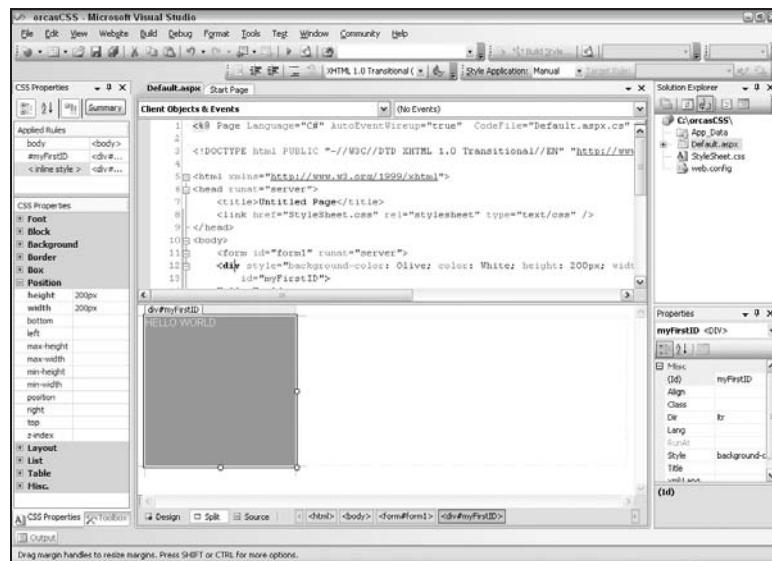 orcasCSS - Microsoft Visual Studio
File Edit View Website Build Debug Format Tools Test Window Community Help
Build Style...
XHTML 1.0 Transitional ( Style Application: Manual Target Rule:
CSS Properties
Summary
Applied Rules
body <body>
#myFirstID <div#...
< inline style > <div#...
CSS Properties
Font
Block
Background
Border
Box
Position
height 200px
width 200px
bottom
left
max-height
max-width
min-height
min-width
position
right
top
z-index
Layout
List
Table
Misc.
CSS Properties Toolbox
Default.aspx Start Page
Client Objects & Events (No Events)
1 <%@ Page Language="C#" AutoEventWireup="true" CodeFile="Default.aspx.cs"
2
3 <!DOCTYPE html PUBLIC "-//W3C//DTD XHTML 1.0 Transitional//EN" "http://www
4
5 <html xmlns="http://www.w3.org/1999/xhtml">
6 <head runat="server">
7 <title>Untitled Page</title>
8 <link href="StyleSheet.css" rel="stylesheet" type="text/css" />
9 </head>
10 <body>
11 <form id="form1" runat="server">
12 <div style="background-color: Olive; color: White; height: 200px; widt
13 id="myFirstID">
div#myFirstID
HELLO WORLD
Design Split Source <html> <body> <form#form1> <div#myFirstID>
Solution Explorer
C:\orcasCSS\
App_Data
Default.aspx
StyleSheet.css
web.config
Properties
myFirstID <DIV>
Misc
(Id) myFirstID
Align
Class
Dir ltr
Lang
RunAt
Style background-c
Title
xml:Lang
(Id)
Output
Drag margin handles to resize margins. Press SHIFT or CTRL for more options.